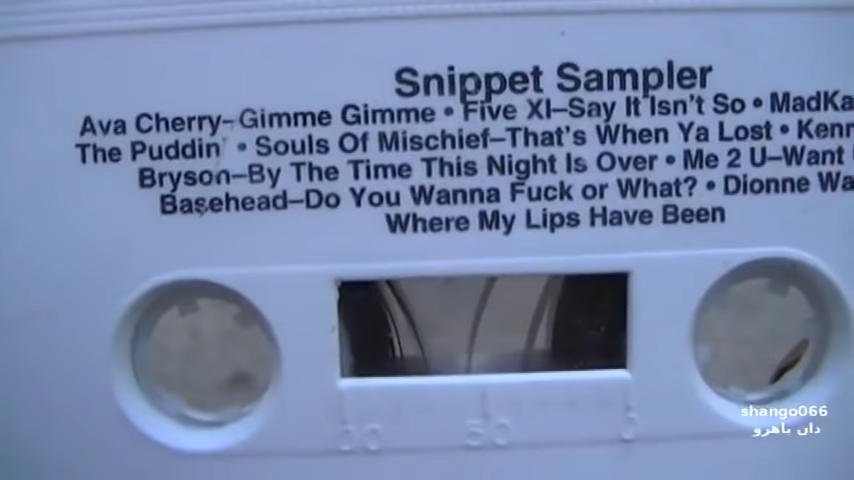 Snippet Sampler
Ava Cherry–Gimme Gimme • Five XI–Say It Isn't So • MadKa
The Puddin' • Souls Of Mischief–That's When Ya Lost • Kenn
Bryson–By The Time This Night Is Over • Me 2 U–Want
Basehead–Do You Wanna Fuck or What? • Dionne Wa
Where My Lips Have Been
50 0
shango066
دان باهرو